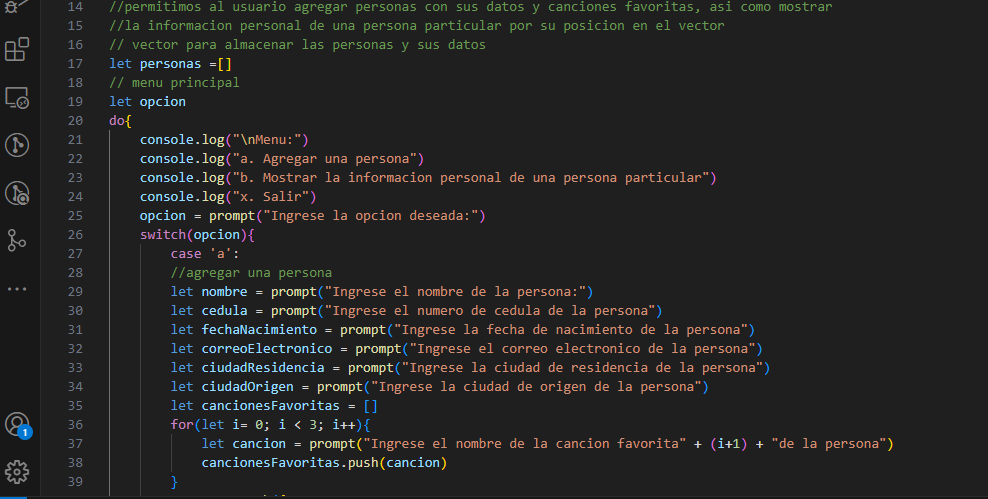 14 //permitimos al usuario agregar personas con sus datos y canciones favoritas, asi como mostrar
15 //la informacion personal de una persona particular por su posicion en el vector
16 // vector para almacenar las personas y sus datos
17 let personas =[]
18 // menu principal
19 let opcion
20 do{
21 console.log("\nMenu:")
22 console.log("a. Agregar una persona")
23 console.log("b. Mostrar la informacion personal de una persona particular")
24 console.log("x. Salir")
25 opcion = prompt("Ingrese la opcion deseada:")
26 switch(opcion){
27 case 'a':
28 //agregar una persona
29 let nombre = prompt("Ingrese el nombre de la persona:")
30 let cedula = prompt("Ingrese el numero de cedula de la persona")
31 let fechaNacimiento = prompt("Ingrese la fecha de nacimiento de la persona")
32 let correoElectronico = prompt("Ingrese el correo electronico de la persona")
33 let ciudadResidencia = prompt("Ingrese la ciudad de residencia de la persona")
34 let ciudadOrigen = prompt("Ingrese la ciudad de origen de la persona")
35 let cancionesFavoritas = []
36 for(let i= 0; i < 3; i++){
37 let cancion = prompt("Ingrese el nombre de la cancion favorita" + (i+1) + "de la persona")
38 cancionesFavoritas.push(cancion)
1
39 }